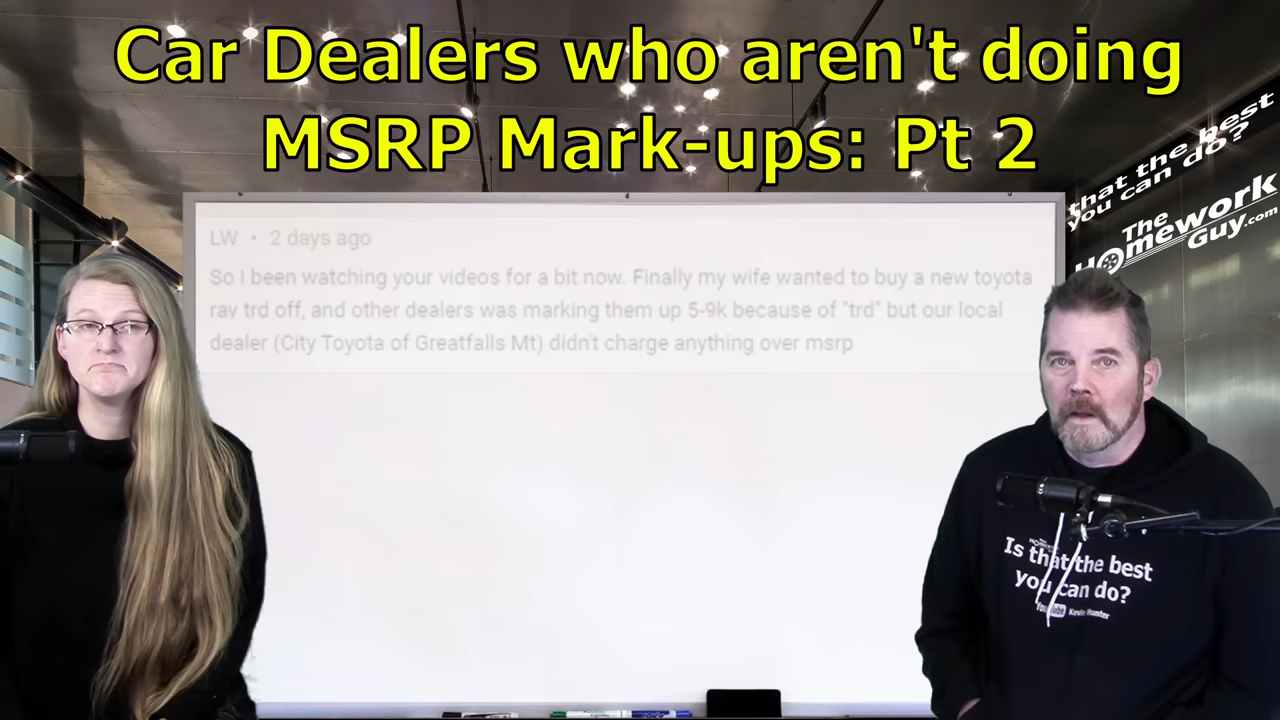 Car Dealers who aren't doing
MSRP Mark-ups: Pt 2
that the best
you can do?
The
Homework
Guy.com
LW • 2 days ago
So I been watching your videos for a bit now. Finally my wife wanted to buy a new toyota
rav trd off, and other dealers was marking them up 5-9k because of "trd" but our local
dealer (City Toyota of Greatfalls Mt) didn't charge anything over msrp
Is that the best
you can do?
YouTube Kevin Hunter